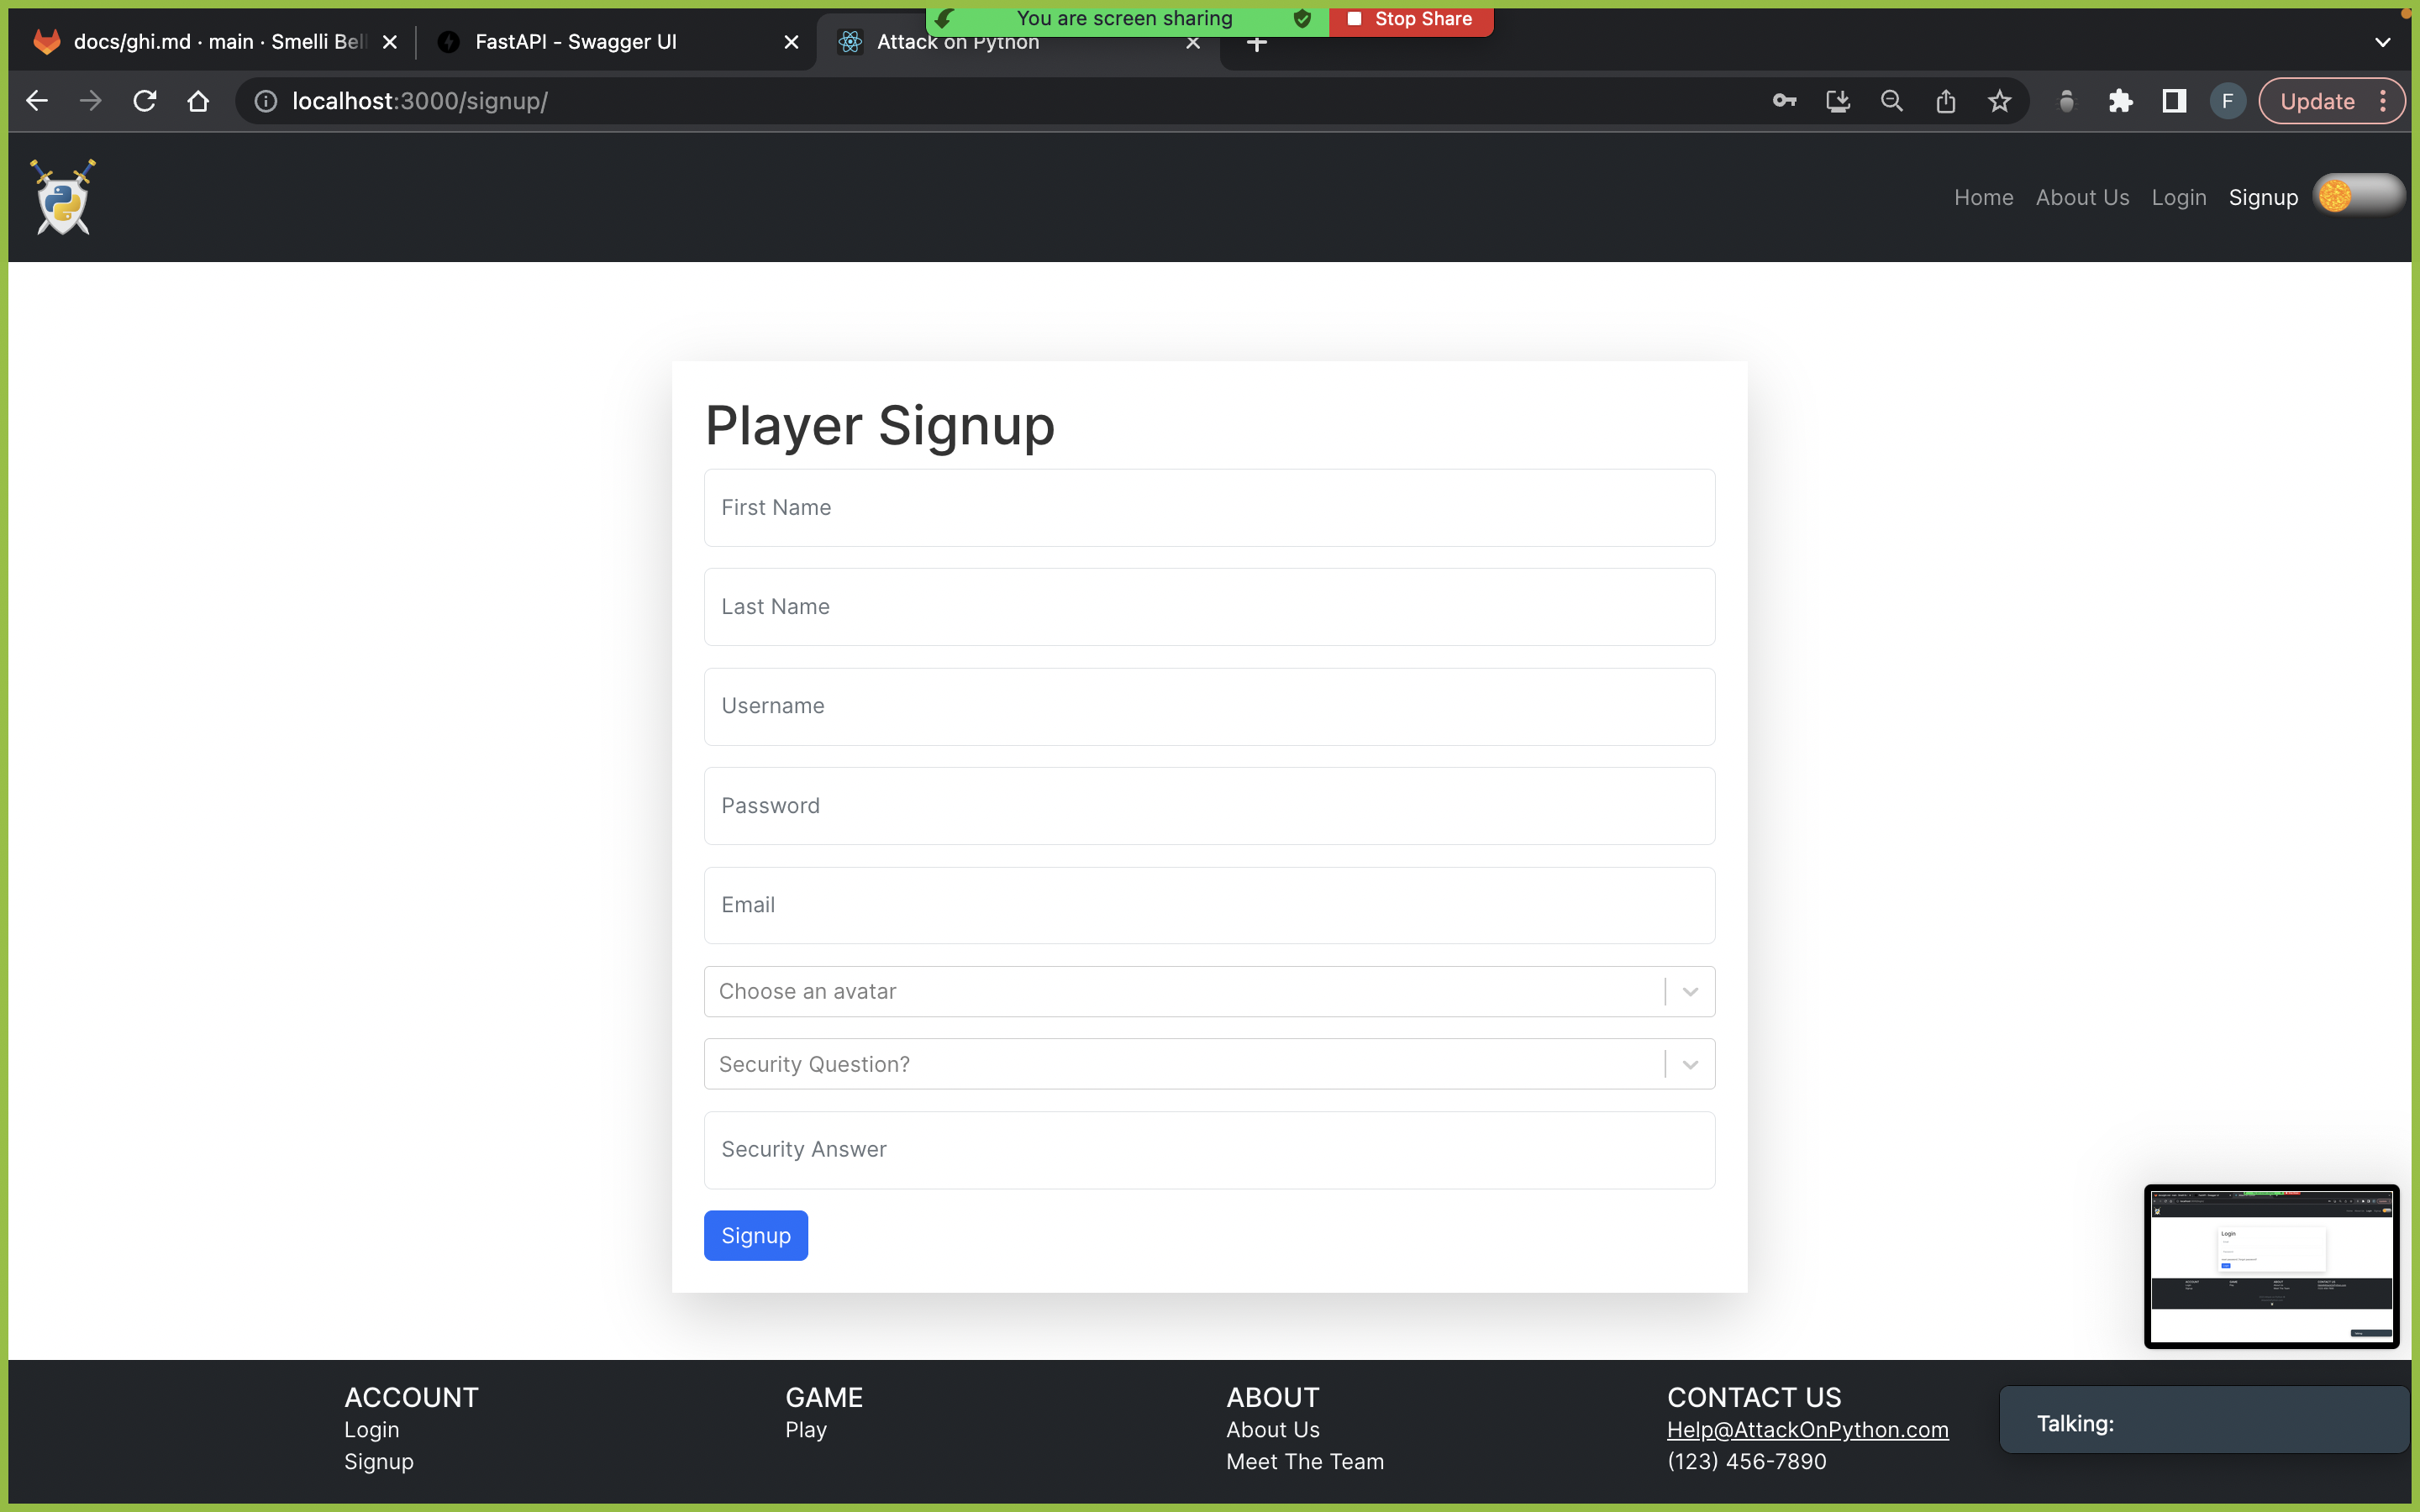 You are screen sharing Stop Share
docs/ghi.md · main · Smelli Bell FastAPI - Swagger UI Attack on Python
localhost:3000/signup/ F Update
Home About Us Login Signup
Player Signup
First Name
Last Name
Username
Password
Email
Choose an avatar
Security Question?
Security Answer
Signup
Login
ACCOUNT GAME ABOUT CONTACT US
Login Play About Us Help@AttackOnPython.com
Signup Meet The Team (123) 456-7890
Talking: